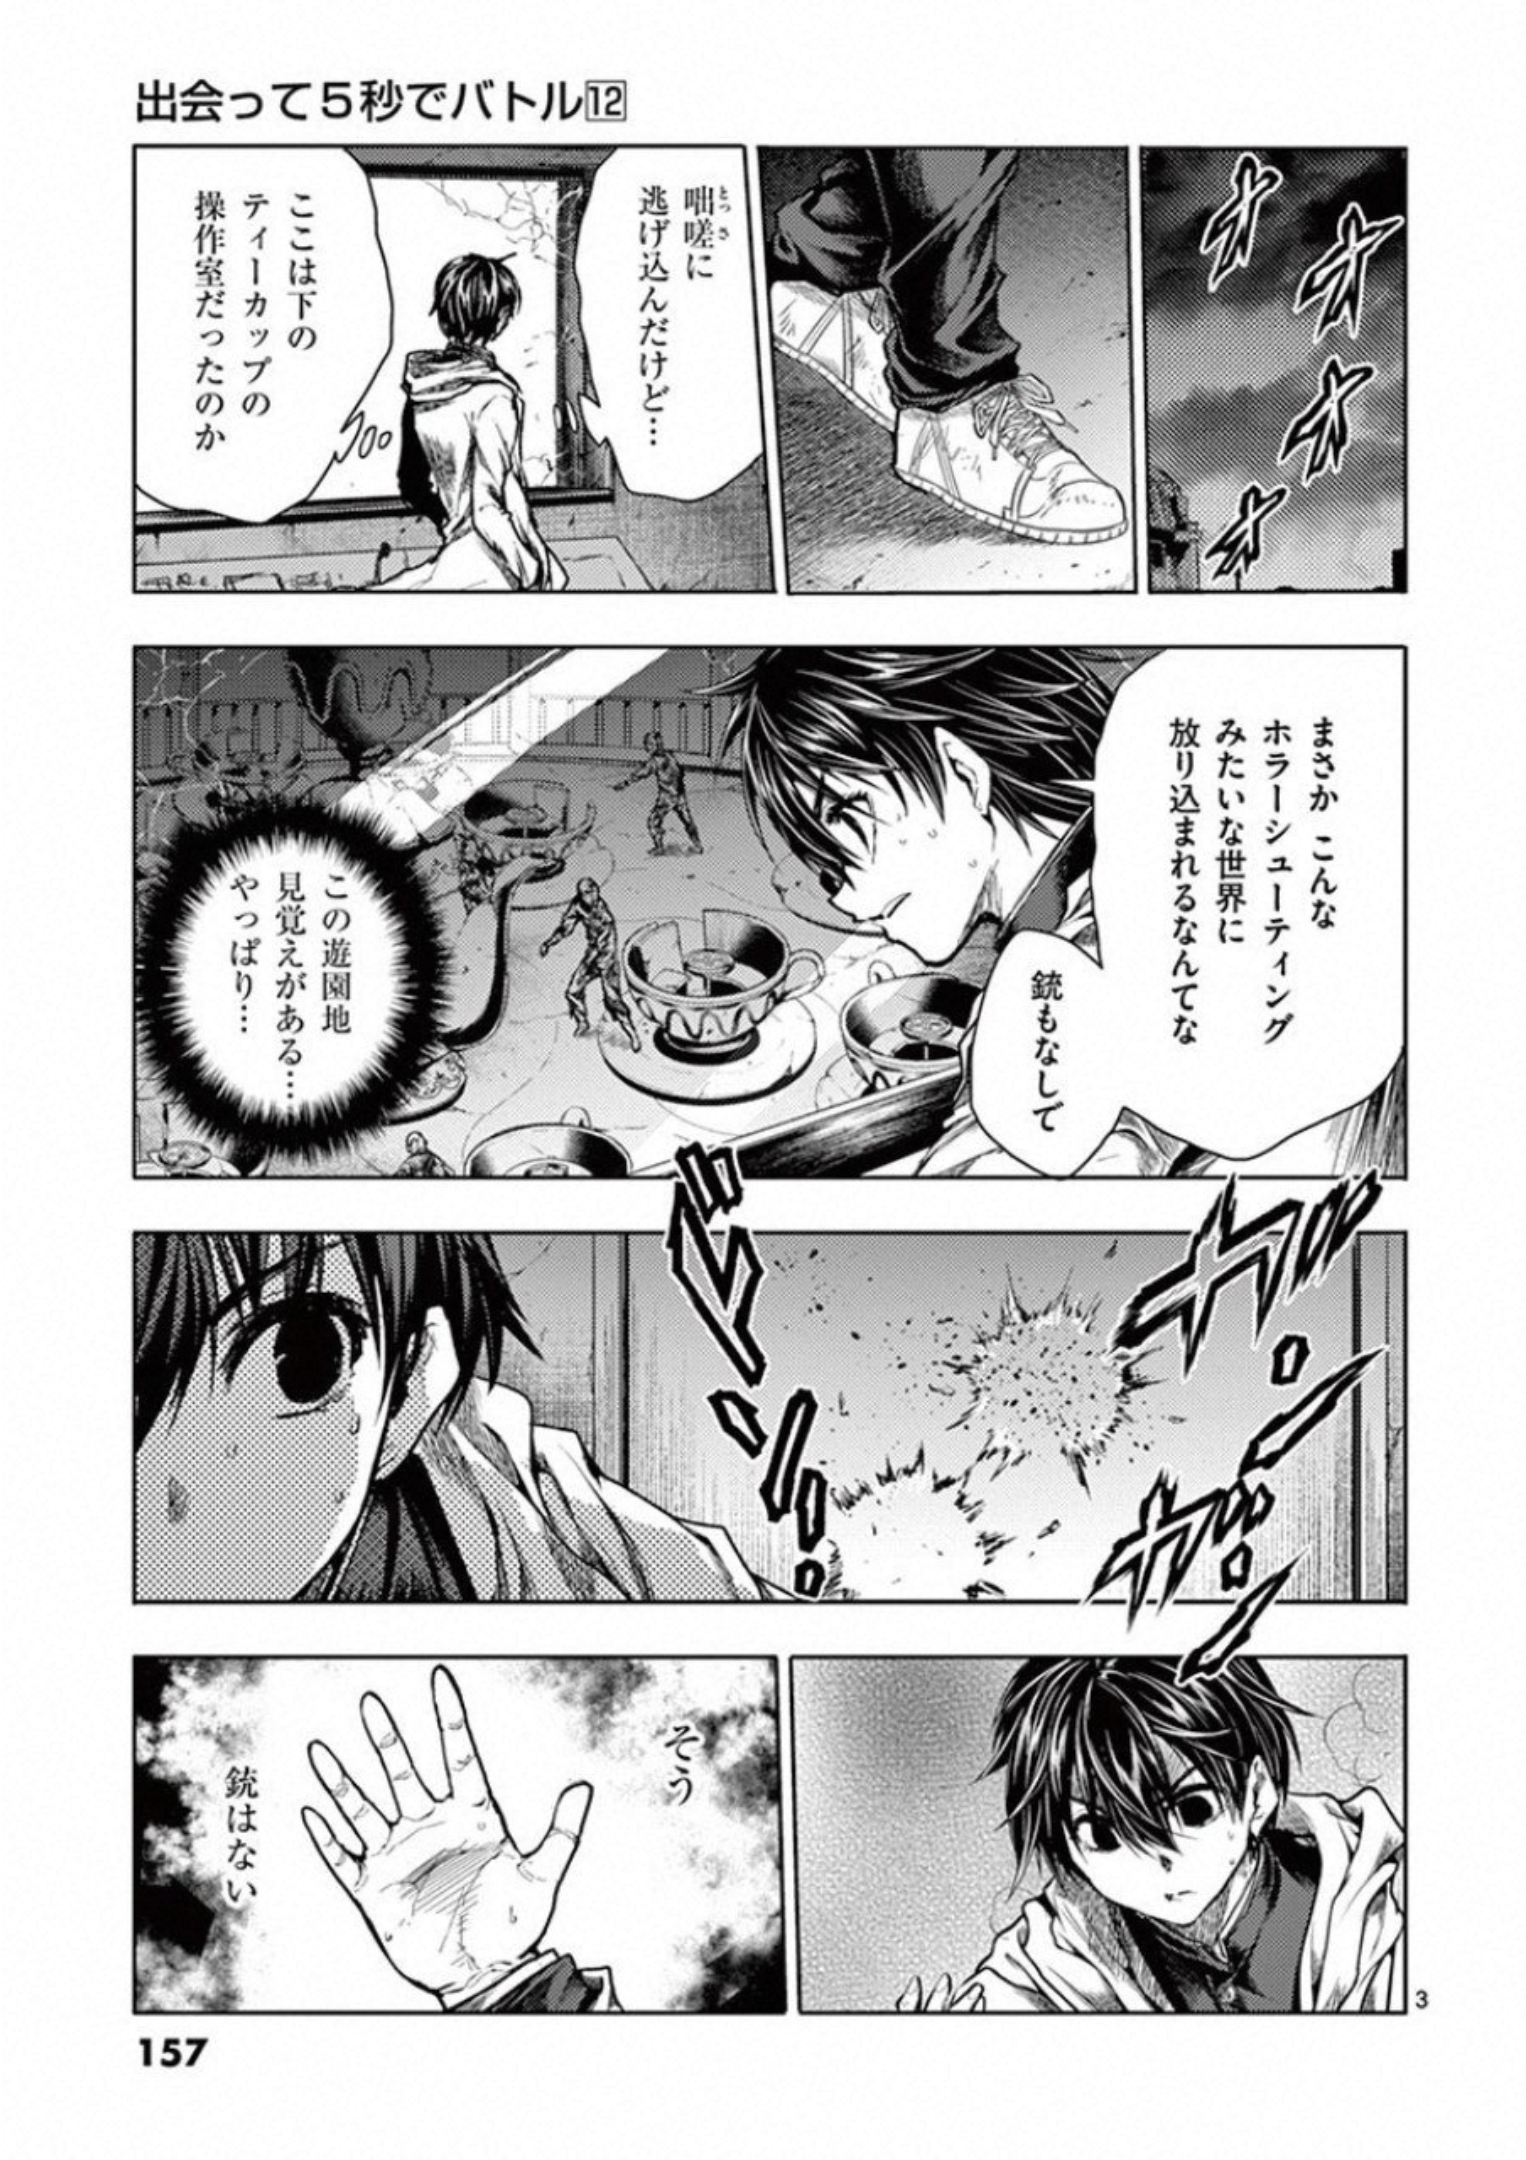 出会って5秒でバトル12
オ
オ
オ
オ
咄嗟に
とっさ
逃げ込んだけど…
ここは下の
ティーカップの
操作室だったのか
まさか こんな
ホラーシューティング
みたいな世界に
放り込まれるなんてな
銃もなしで
この遊園地
見覚えがある…
やっぱり…
ガン
ガン
ドン
そう
銃はない
3
157